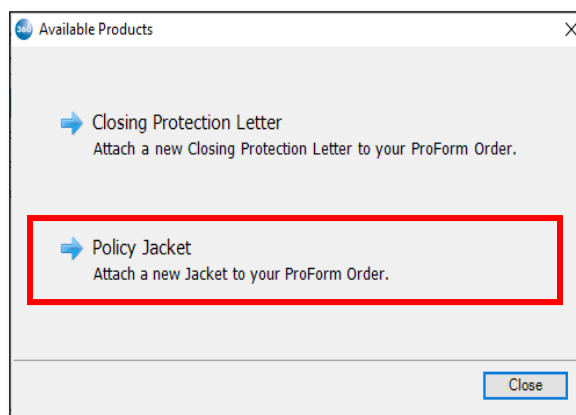 360 Available Products
Closing Protection Letter
Attach a new Closing Protection Letter to your ProForm Order.
Policy Jacket
Attach a new Jacket to your ProForm Order.
Close